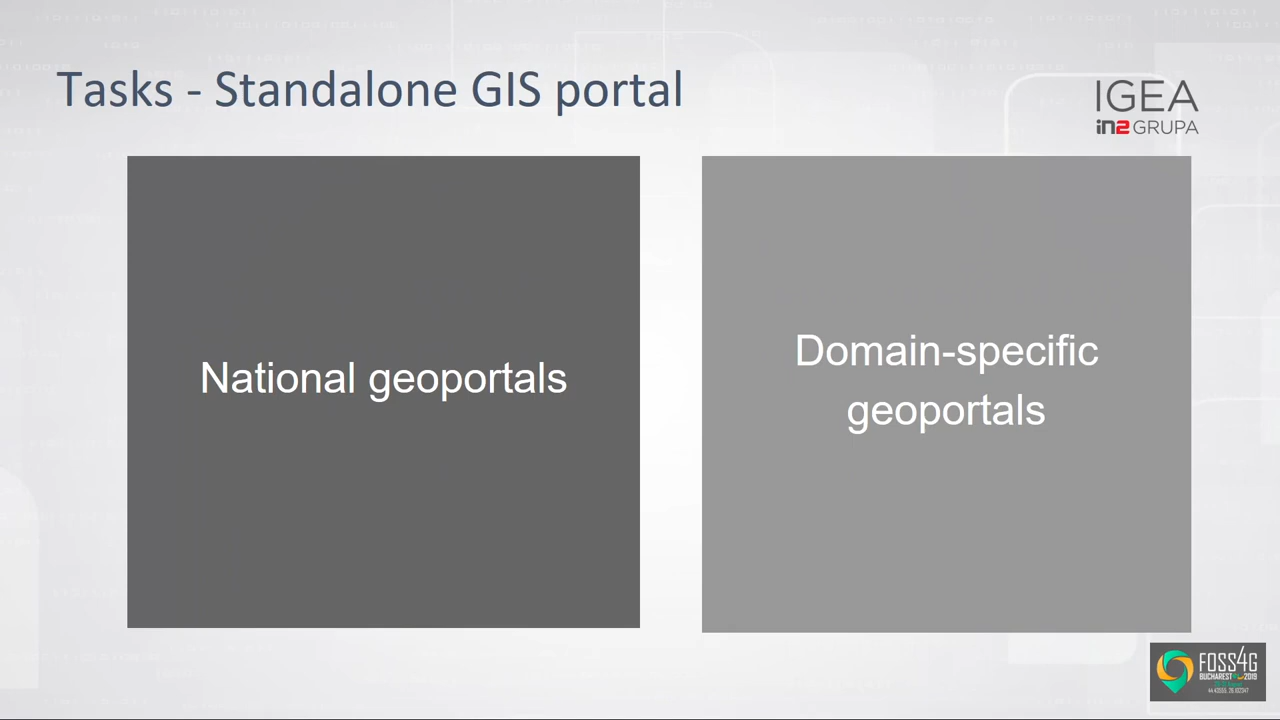 Tasks - Standalone GIS portal
IGEA
in2 GRUPA
National geoportals
Domain-specific
geoportals
FOSS4G
BUCHAREST 2019